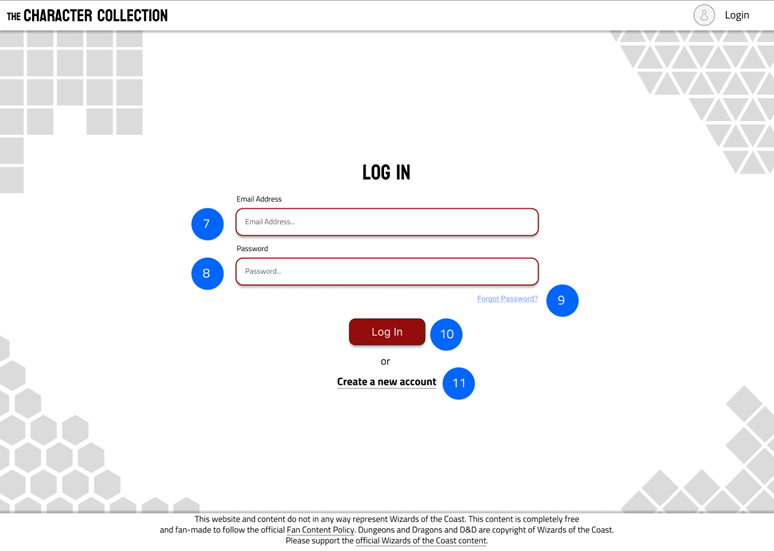 THE CHARACTER COLLECTION
Login
LOG IN
Email Address
7
Email Address...
Password
8
Password...
Forgot Password?
9
Log In
10
or
Create a new account
11
This website and content do not in any way represent Wizards of the Coast. This content is completely free
and fan-made to follow the official Fan Content Policy. Dungeons and Dragons and D&D are copyright of Wizards of the Coast.
Please support the official Wizards of the Coast content.